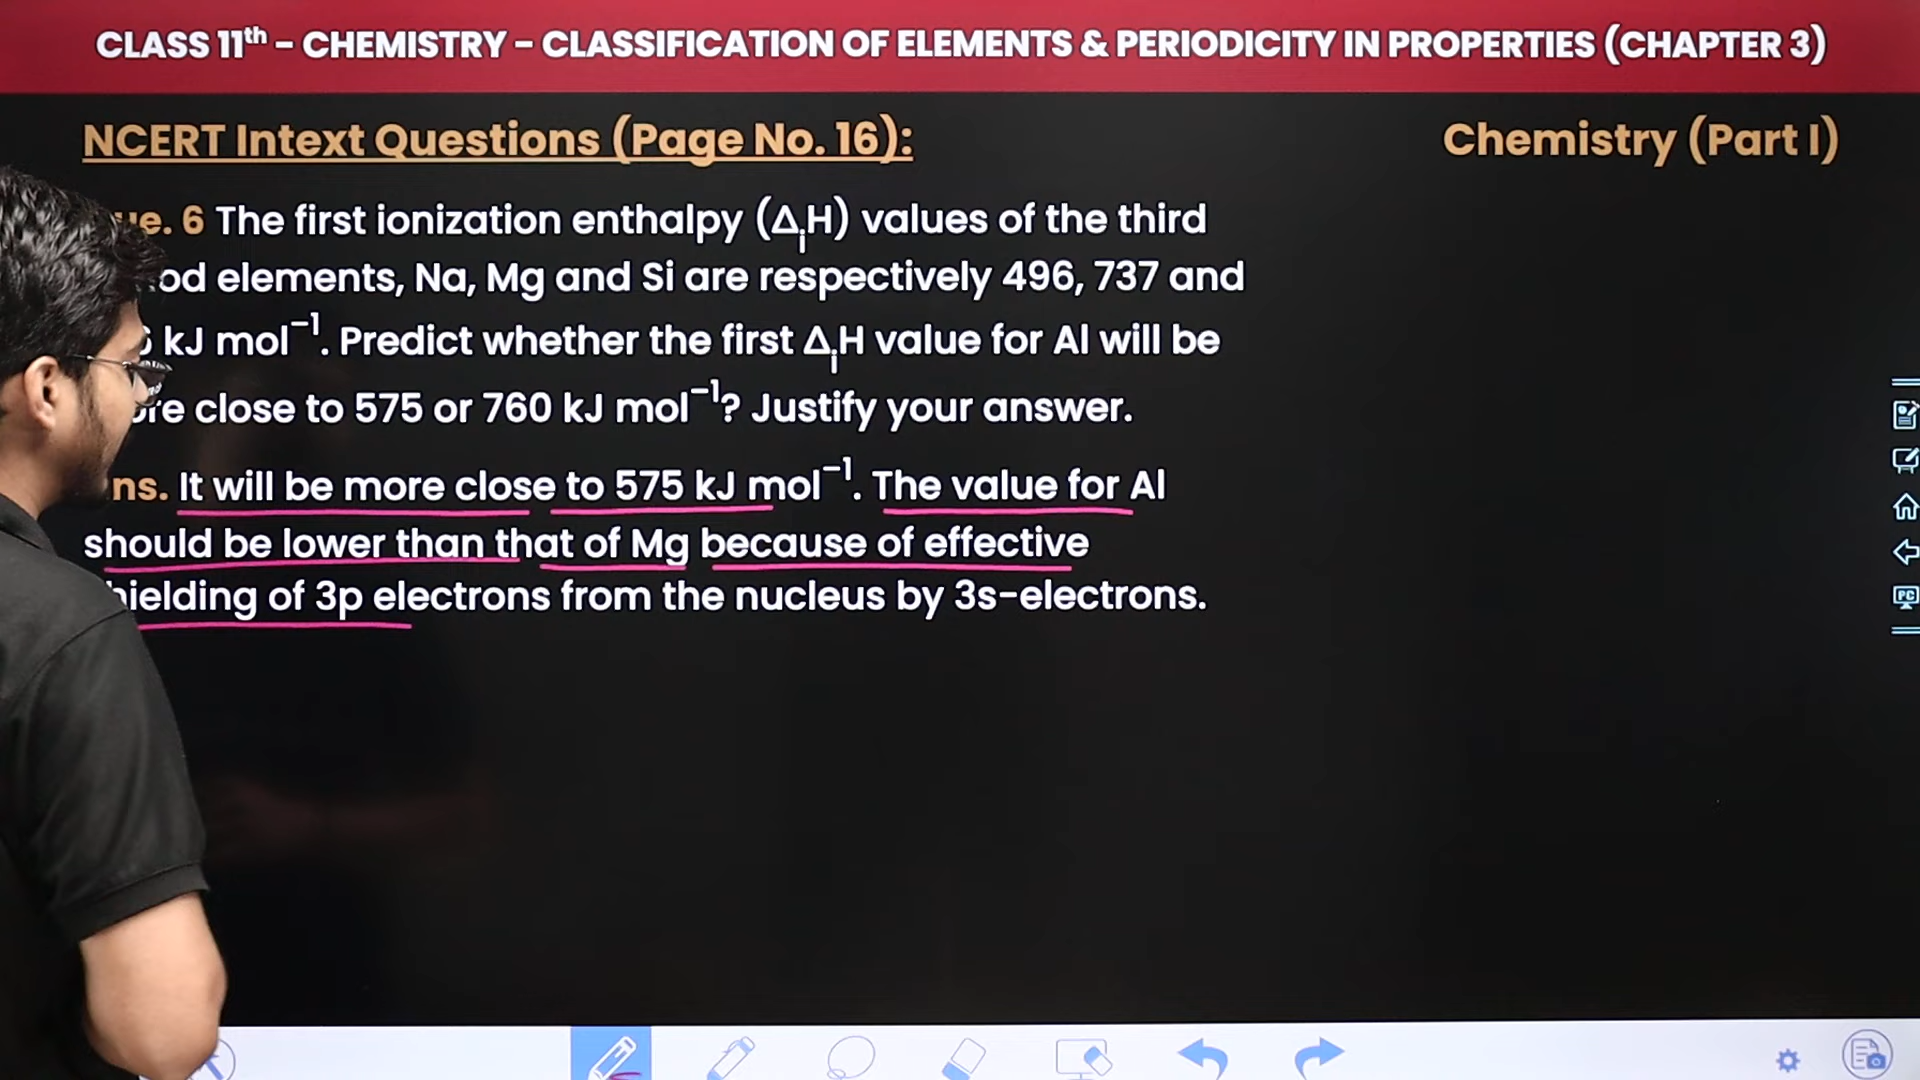 CLASS 11th – CHEMISTRY – CLASSIFICATION OF ELEMENTS & PERIODICITY IN PROPERTIES (CHAPTER 3)
NCERT Intext Questions (Page No. 16):
Chemistry (Part I)
6 The first ionization enthalpy (ΔiH) values of the third
elements, Na, Mg and Si are respectively 496, 737 and
kJ mol⁻¹. Predict whether the first ΔiH value for Al will be
close to 575 or 760 kJ mol⁻¹? Justify your answer.
It will be more close to 575 kJ mol⁻¹. The value for Al
should be lower than that of Mg because of effective
of 3p electrons from the nucleus by 3s-electrons.
PC